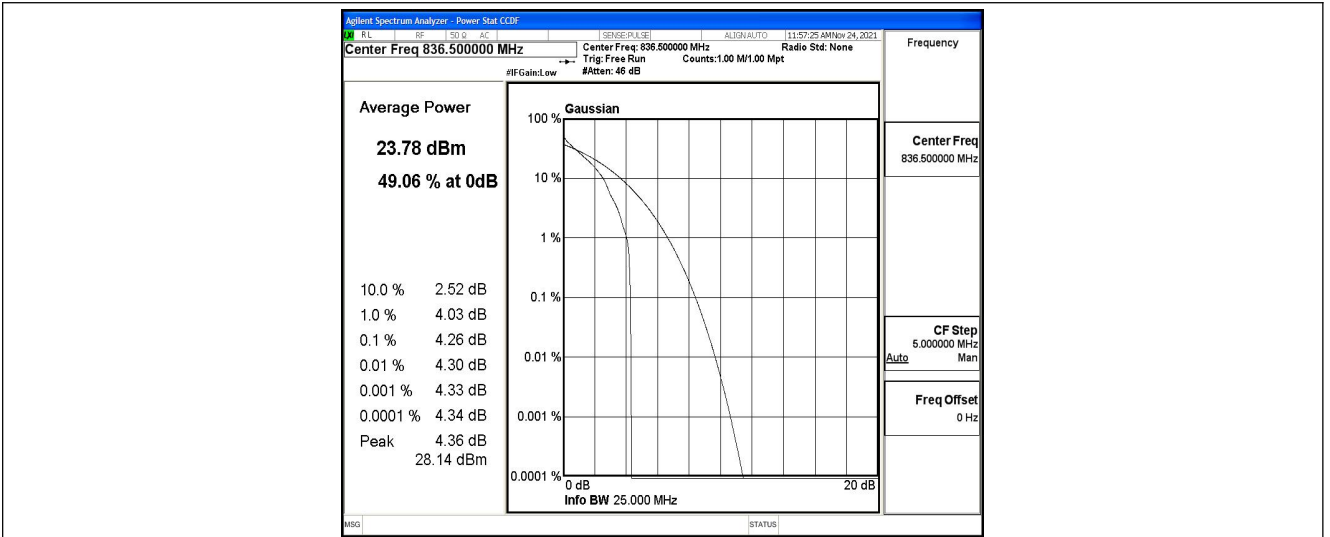 Agilent Spectrum Analyzer - Power Stat CCDF
LXI RL RF 50 Ω AC SENSE:PULSE ALIGNAUTO 11:57:25 AMNov 24, 2021
Center Freq 836.500000 MHz
Center Freq: 836.500000 MHz Radio Std: None
Trig: Free Run Counts:1.00 M/1.00 Mpt
#IFGain:Low #Atten: 46 dB
Frequency
Average Power
23.78 dBm
49.06 % at 0dB
10.0 % 2.52 dB
1.0 % 4.03 dB
0.1 % 4.26 dB
0.01 % 4.30 dB
0.001 % 4.33 dB
0.0001 % 4.34 dB
Peak 4.36 dB
28.14 dBm
Gaussian
100 %
10 %
1 %
0.1 %
0.01 %
0.001 %
0.0001 %
0 dB 20 dB
Info BW 25.000 MHz
Center Freq
836.500000 MHz
CF Step
5.000000 MHz
Auto Man
Freq Offset
0 Hz
MSG STATUS